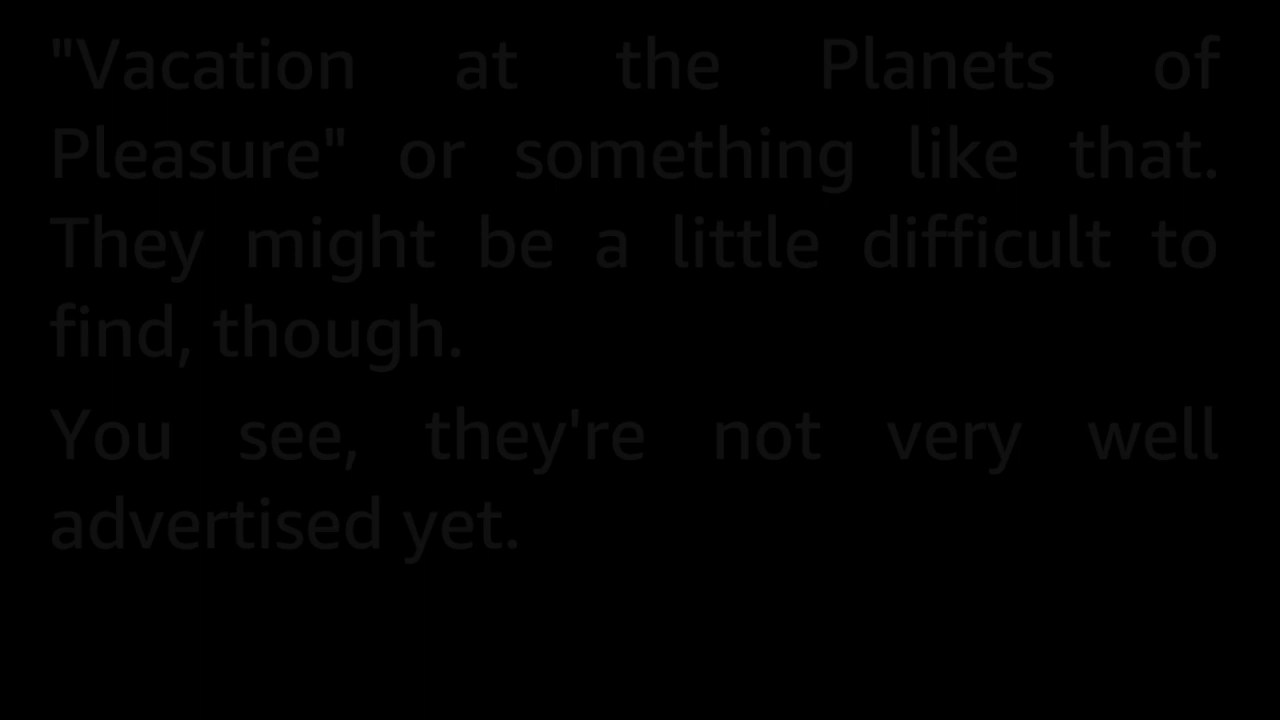 "Vacation at the Planets of
Pleasure" or something like that.
They might be a little difficult to
find, though.
You see, they're not very well
advertised yet.